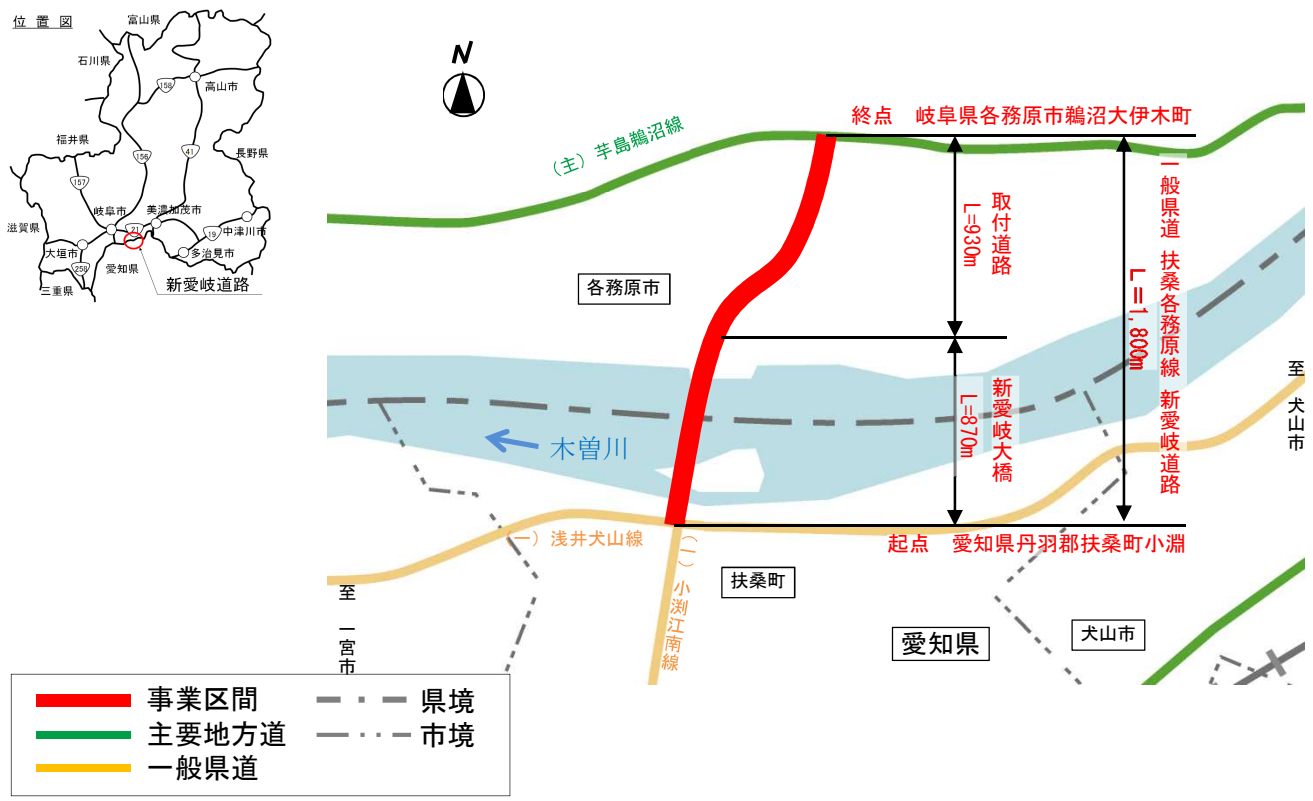 位置図
富山県
石川県
158
高山市
福井県
156
41
長野県
157
岐阜市
美濃加茂市
滋賀県
21
19
中津川市
大垣市
多治見市
258
愛知県
三重県
新愛岐道路
N
終点 岐阜県各務原市鵜沼大伊木町
(主)芋島鵜沼線
取付道路
L=930m
一般県道 扶桑各務原線 新愛岐道路
L=1,800m
各務原市
新愛岐大橋
L=870m
至 犬山市
木曽川
(一)浅井犬山線
起点 愛知県丹羽郡扶桑町小淵
(一)小渕江南線
扶桑町
至 一宮市
愛知県
犬山市
事業区間
県境
主要地方道
市境
一般県道